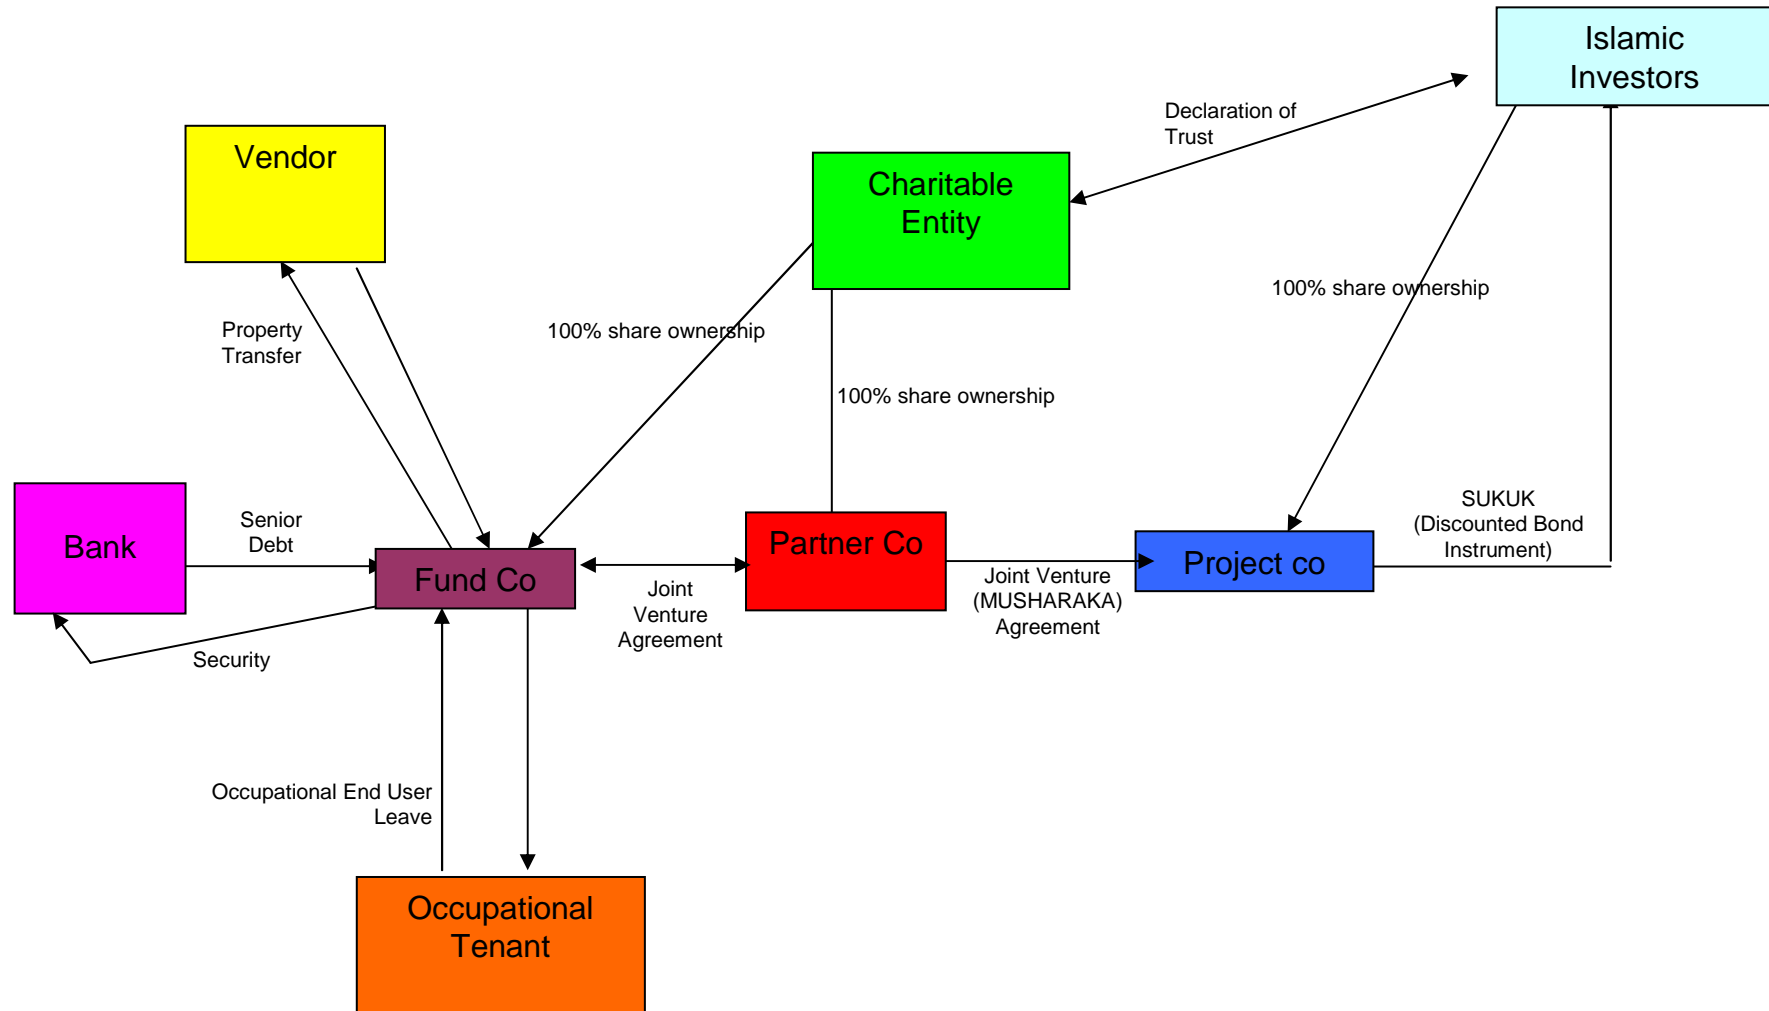 Islamic
Investors
Declaration of
Trust
Vendor
Charitable
Entity
100% share ownership
Property
Transfer
100% share ownership
100% share ownership
Bank
Senior
Debt
Fund Co
Joint
Venture
Agreement
Partner Co
Joint Venture
(MUSHARAKA)
Agreement
Project co
SUKUK
(Discounted Bond
Instrument)
Security
Occupational End User
Leave
Occupational
Tenant